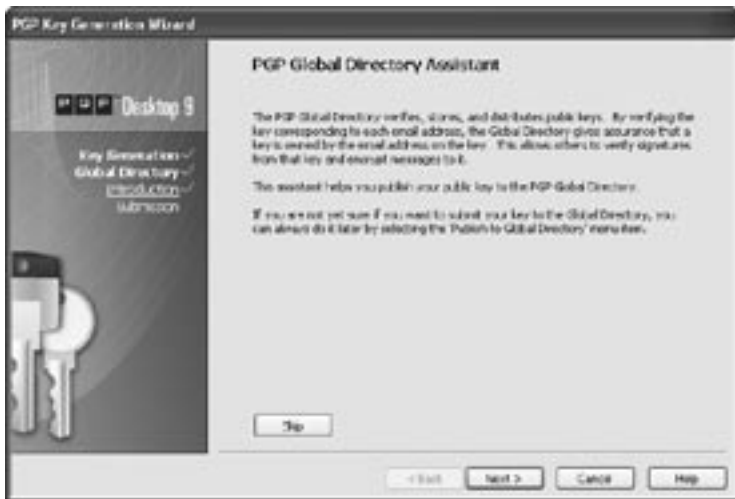 PGP Key Generation Wizard
PGP Desktop 9
Key Generation
Global Directory
Introduction
submission
PGP Global Directory Assistant
The PGP Global Directory verifies, stores, and distributes public keys. By verifying the
key corresponding to each email address, the Global Directory gives assurance that a
key is owned by the email address on the key. This allows others to verify signatures
from that key and encrypt messages to it.
This assistant helps you publish your public key to the PGP Global Directory.
If you are not yet sure if you want to submit your key to the Global Directory, you
can always do it later by selecting the 'Publish to Global Directory' menu item.
Skip
< Back
Next >
Cancel
Help